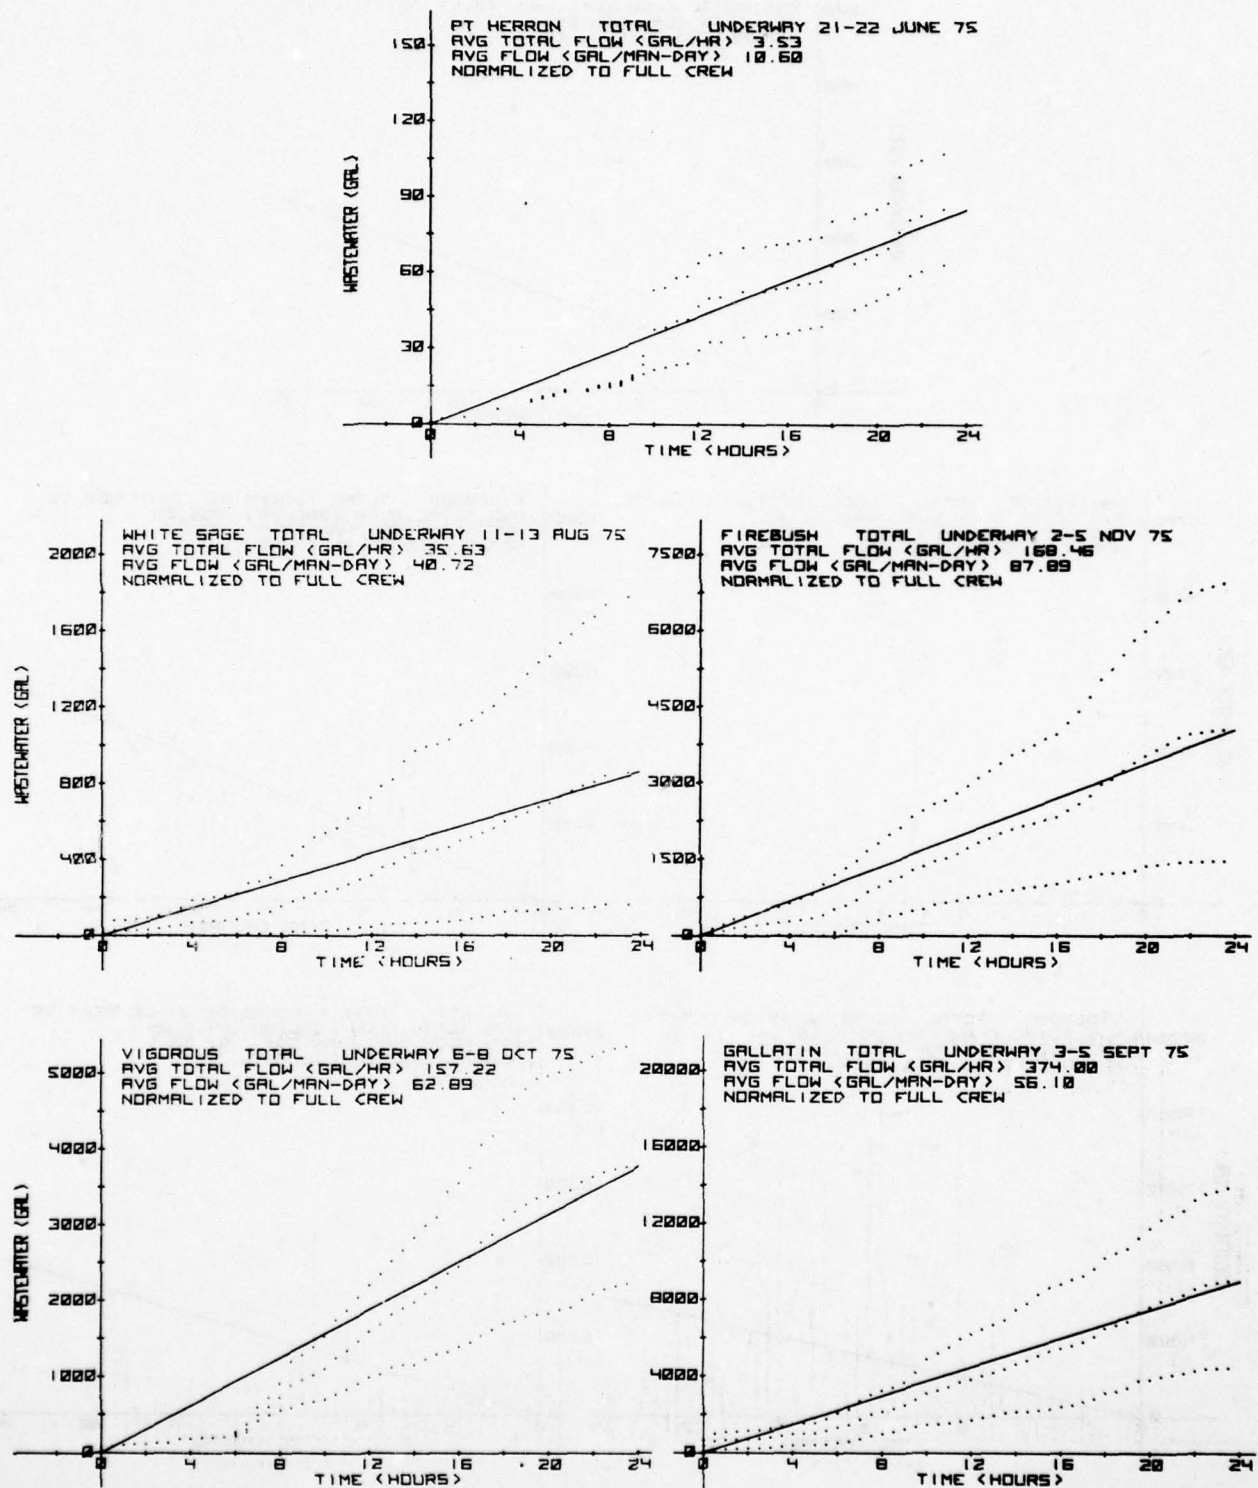 PT HERRON TOTAL UNDERWAY 21-22 JUNE 75
AVG TOTAL FLOW <GAL/HR> 3.53
AVG FLOW <GAL/MAN-DAY> 10.60
NORMALIZED TO FULL CREW
150
120
90
60
30
0
WASTEWATER <GAL>
0 4 8 12 16 20 24
TIME <HOURS>
WHITE SAGE TOTAL UNDERWAY 11-13 AUG 75
AVG TOTAL FLOW <GAL/HR> 35.63
AVG FLOW <GAL/MAN-DAY> 40.72
NORMALIZED TO FULL CREW
2000
1600
1200
800
400
0
WASTEWATER <GAL>
0 4 8 12 16 20 24
TIME <HOURS>
FIREBUSH TOTAL UNDERWAY 2-5 NOV 75
AVG TOTAL FLOW <GAL/HR> 168.46
AVG FLOW <GAL/MAN-DAY> 87.89
NORMALIZED TO FULL CREW
7500
6000
4500
3000
1500
0
0 4 8 12 16 20 24
TIME <HOURS>
VIGOROUS TOTAL UNDERWAY 6-8 OCT 75
AVG TOTAL FLOW <GAL/HR> 157.22
AVG FLOW <GAL/MAN-DAY> 62.89
NORMALIZED TO FULL CREW
5000
4000
3000
2000
1000
0
WASTEWATER <GAL>
0 4 8 12 16 20 24
TIME <HOURS>
GALLATIN TOTAL UNDERWAY 3-5 SEPT 75
AVG TOTAL FLOW <GAL/HR> 374.00
AVG FLOW <GAL/MAN-DAY> 56.10
NORMALIZED TO FULL CREW
20000
16000
12000
8000
4000
0
0 4 8 12 16 20 24
TIME <HOURS>